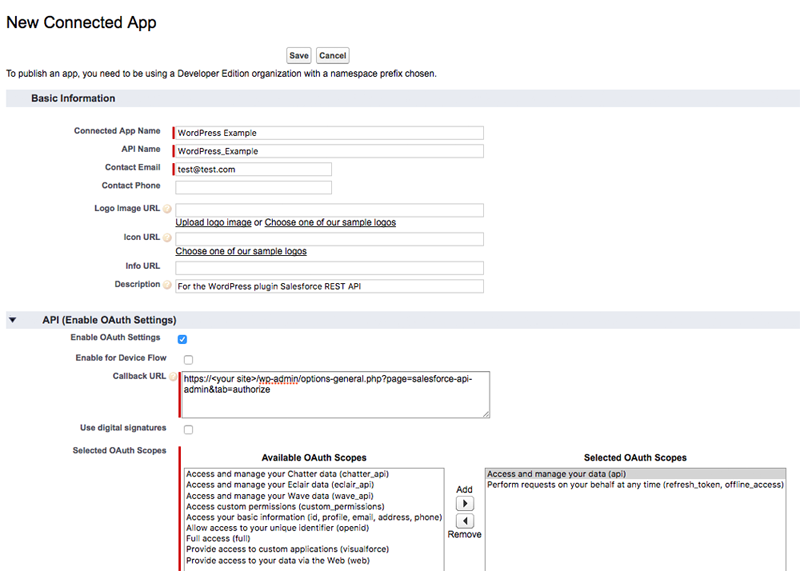 New Connected App
Save Cancel
To publish an app, you need to be using a Developer Edition organization with a namespace prefix chosen.
Basic Information
Connected App Name WordPress Example
API Name WordPress_Example
Contact Email test@test.com
Contact Phone
Logo Image URL
Upload logo image or Choose one of our sample logos
Icon URL
Choose one of our sample logos
Info URL
Description For the WordPress plugin Salesforce REST API
API (Enable OAuth Settings)
Enable OAuth Settings
Enable for Device Flow
Callback URL https://<your site>/wp-admin/options-general.php?page=salesforce-api-
admin&tab=authorize
Use digital signatures
Selected OAuth Scopes
Available OAuth Scopes
Access and manage your Chatter data (chatter_api)
Access and manage your Eclair data (eclair_api)
Access and manage your Wave data (wave_api)
Access custom permissions (custom_permissions)
Access your basic information (id, profile, email, address, phone)
Allow access to your unique identifier (openid)
Full access (full)
Provide access to custom applications (visualforce)
Provide access to your data via the Web (web)
Add
Remove
Selected OAuth Scopes
Access and manage your data (api)
Perform requests on your behalf at any time (refresh_token, offline_access)